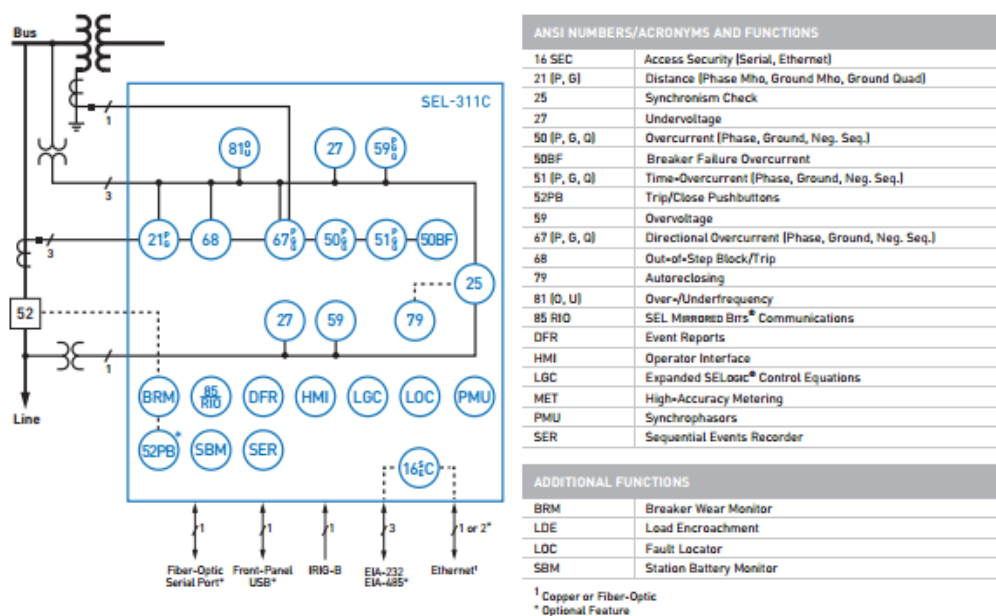 Bus
SEL-311C
1
81 O U
27
59 P G Q
3
21 P G
68
67 P G Q
50 P G Q
51 P G Q
50BF
3
25
52
27
59
79
1
Line
BRM
85 RIO
DFR
HMI
LGC
LOC
PMU
52PB*
SBM
SER
16 S E C
1
1
1
3
1 or 2*
Fiber-Optic
Serial Port*
Front-Panel
USB*
IRIG-B
EIA-232
EIA-485*
Ethernet¹
ANSI NUMBERS/ACRONYMS AND FUNCTIONS
16 SEC Access Security (Serial, Ethernet)
21 (P, G) Distance (Phase Mho, Ground Mho, Ground Quad)
25 Synchronism Check
27 Undervoltage
50 (P, G, Q) Overcurrent (Phase, Ground, Neg. Seq.)
50BF Breaker Failure Overcurrent
51 (P, G, Q) Time-Overcurrent (Phase, Ground, Neg. Seq.)
52PB Trip/Close Pushbuttons
59 Overvoltage
67 (P, G, Q) Directional Overcurrent (Phase, Ground, Neg. Seq.)
68 Out-of-Step Block/Trip
79 Autoreclosing
81 (O, U) Over-/Underfrequency
85 RIO SEL MIRRORED BITS® Communications
DFR Event Reports
HMI Operator Interface
LGC Expanded SELOGIC® Control Equations
MET High-Accuracy Metering
PMU Synchrophasors
SER Sequential Events Recorder
ADDITIONAL FUNCTIONS
BRM Breaker Wear Monitor
LDE Load Encroachment
LOC Fault Locator
SBM Station Battery Monitor
¹ Copper or Fiber-Optic
* Optional Feature